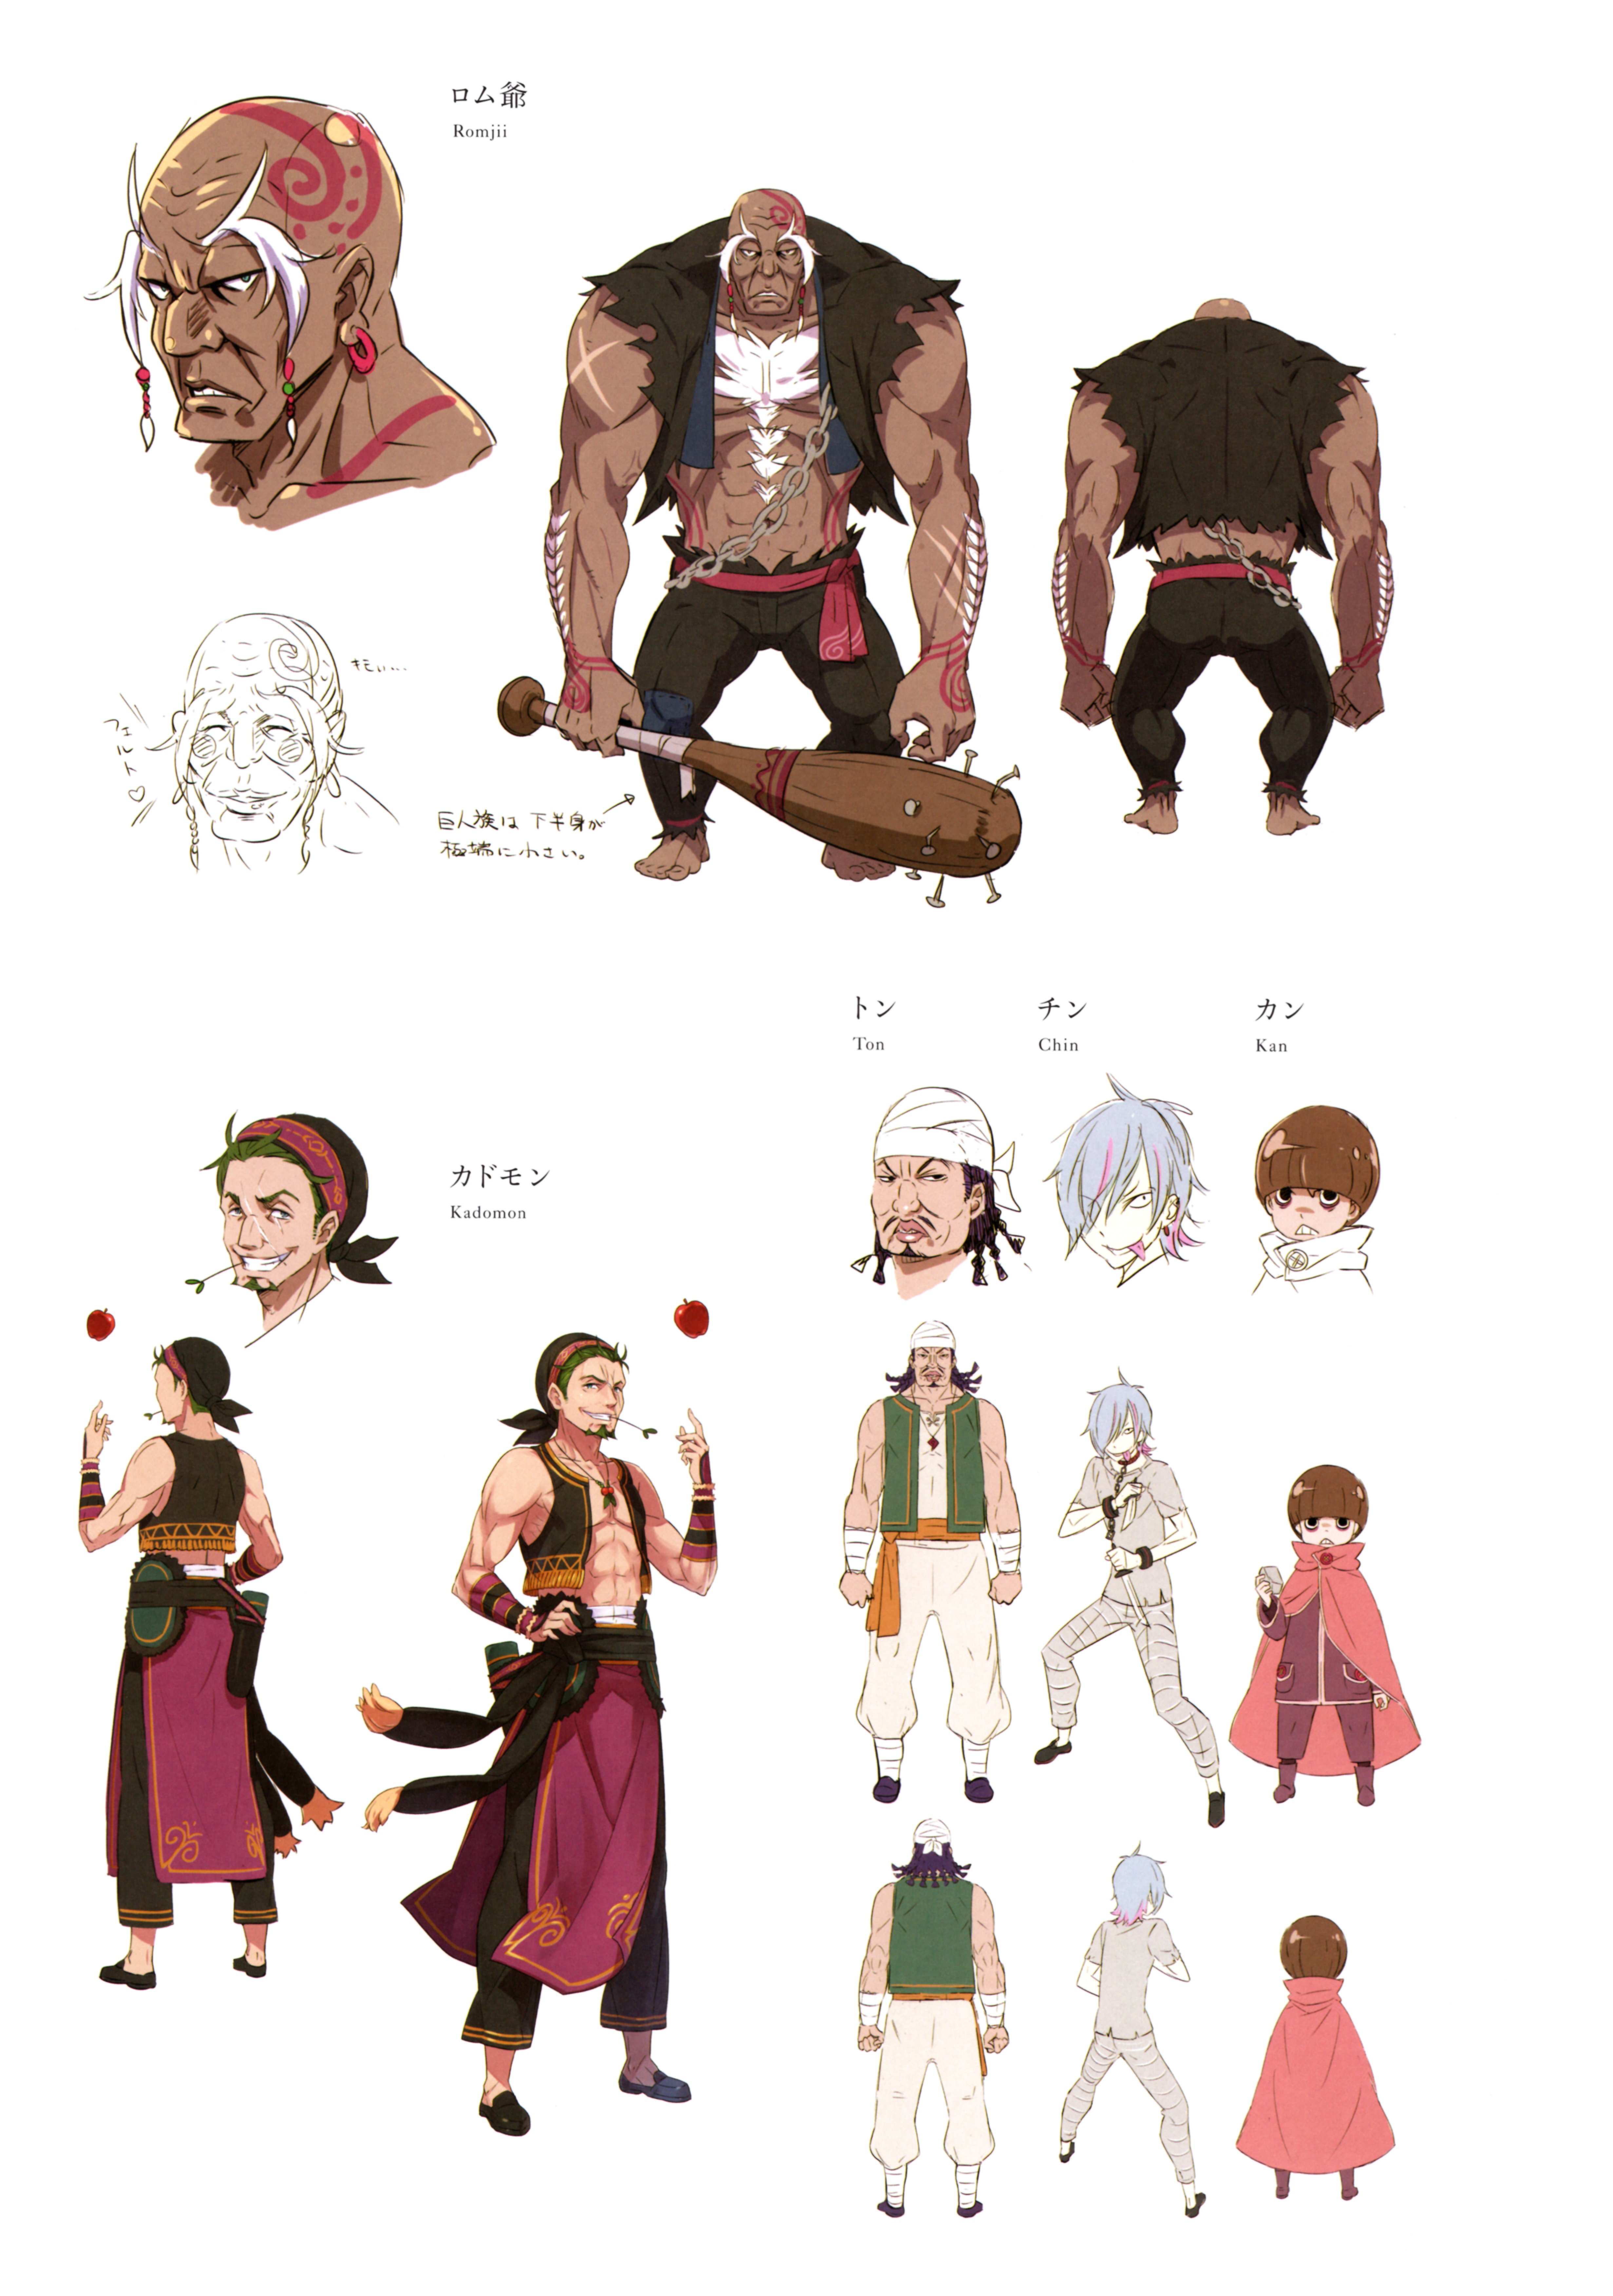 ロム爺
Romjii
キモい…
フェルト♡
巨人族は下半身が
極端に小さい。
トン
Ton
チン
Chin
カン
Kan
カドモン
Kadomon